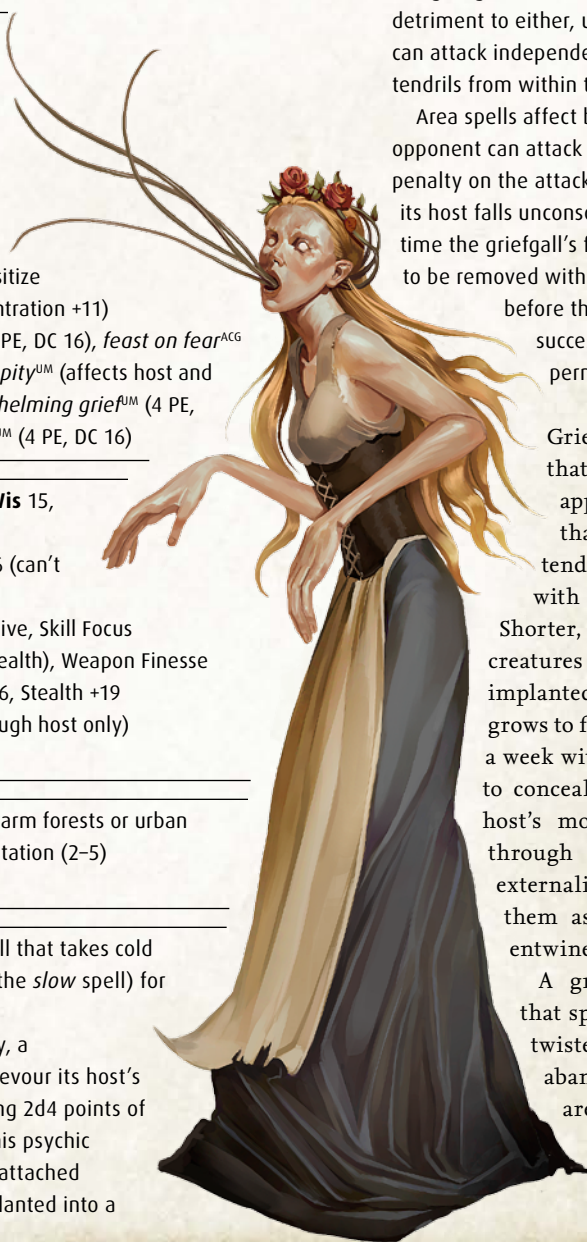 sitize
ntration +11)
PE, DC 16), feast on fearACG
pityUM (affects host and
helming griefUM (4 PE,
UM (4 PE, DC 16)
Wis 15,
6 (can't
ive, Skill Focus
ealth), Weapon Finesse
6, Stealth +19
ugh host only)
arm forests or urban
tation (2–5)
ll that takes cold
the slow spell) for
y, a
evour its host's
ng 2d4 points of
his psychic
attached
lanted into a
detriment to either, u
can attack independe
tendrils from within t
Area spells affect b
opponent can attack
penalty on the attack
its host falls unconsc
time the griefgall's f
to be removed with
before th
succe
perm
Grie
that
app
tha
tend
with
Shorter,
creatures
implanted
grows to f
a week wi
to conceal
host's mo
through
externali
them as
entwine
A gr
that sp
twiste
aban
are